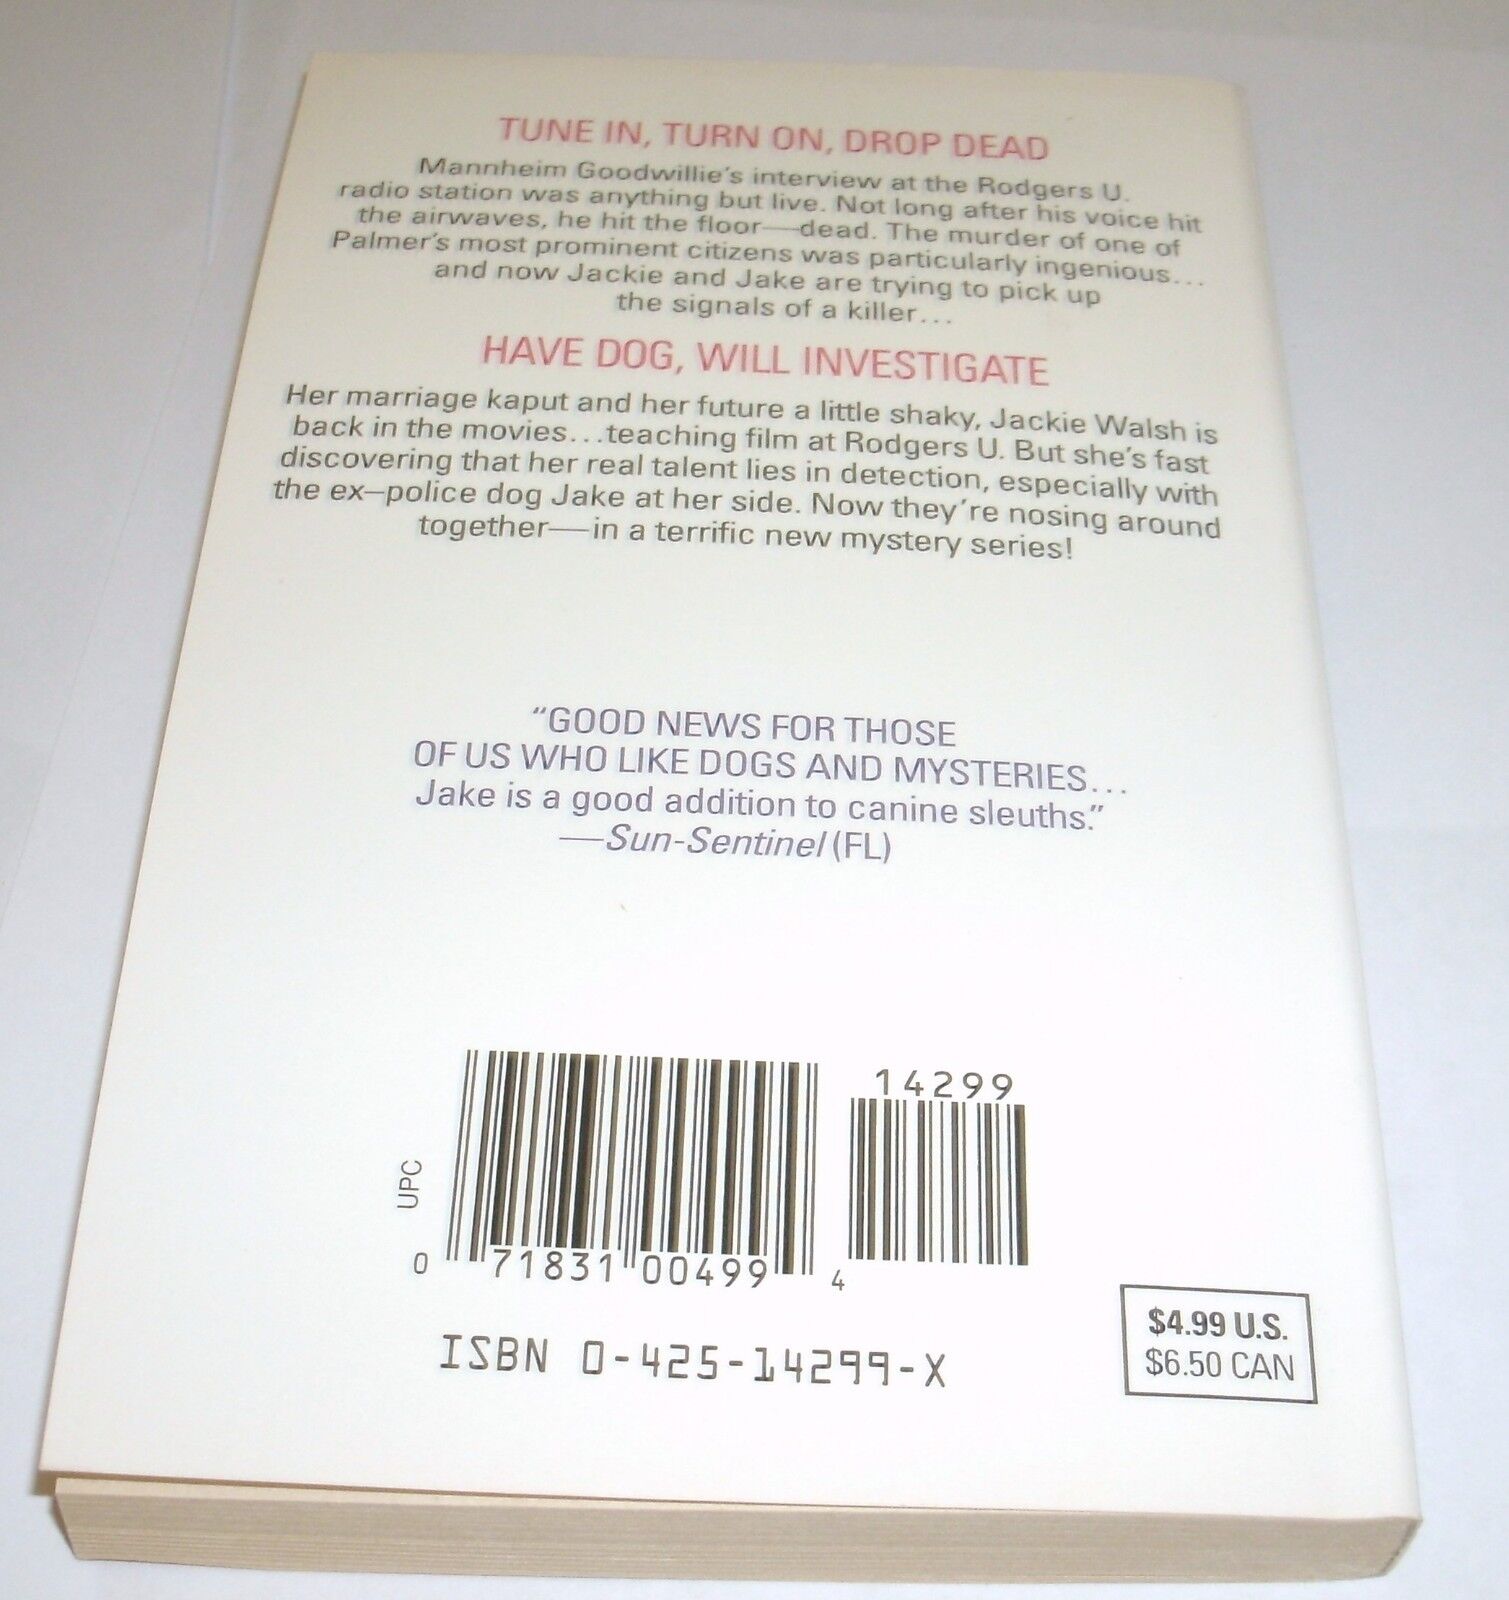 TUNE IN, TURN ON, DROP DEAD
Mannheim Goodwillie's interview at the Rodgers U.
radio station was anything but live. Not long after his voice hit
the airwaves, he hit the floor—dead. The murder of one of
Palmer's most prominent citizens was particularly ingenious...
and now Jackie and Jake are trying to pick up
the signals of a killer...
HAVE DOG, WILL INVESTIGATE
Her marriage kaput and her future a little shaky, Jackie Walsh is
back in the movies...teaching film at Rodgers U. But she's fast
discovering that her real talent lies in detection, especially with
the ex–police dog Jake at her side. Now they're nosing around
together—in a terrific new mystery series!
"GOOD NEWS FOR THOSE
OF US WHO LIKE DOGS AND MYSTERIES...
Jake is a good addition to canine sleuths."
—Sun-Sentinel (FL)
14299
UPC
0 71831 00499 4
ISBN 0-425-14299-X
$4.99 U.S.
$6.50 CAN